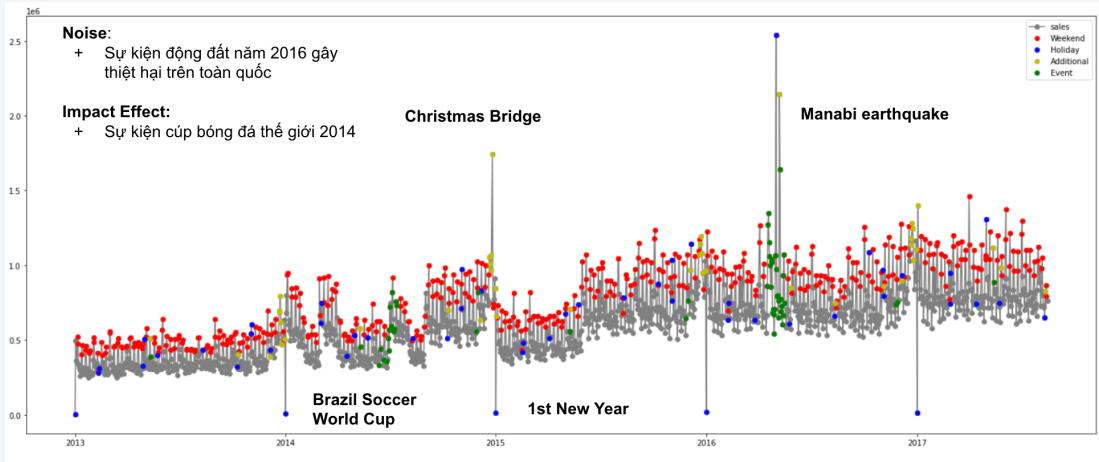 1e6
Noise:
+ Sự kiện động đất năm 2016 gây
thiệt hại trên toàn quốc
Impact Effect:
+ Sự kiện cúp bóng đá thế giới 2014
Christmas Bridge
Manabi earthquake
sales
Weekend
Holiday
Additional
Event
2.5
2.0
1.5
1.0
0.5
0.0
Brazil Soccer
World Cup
1st New Year
2013
2014
2015
2016
2017